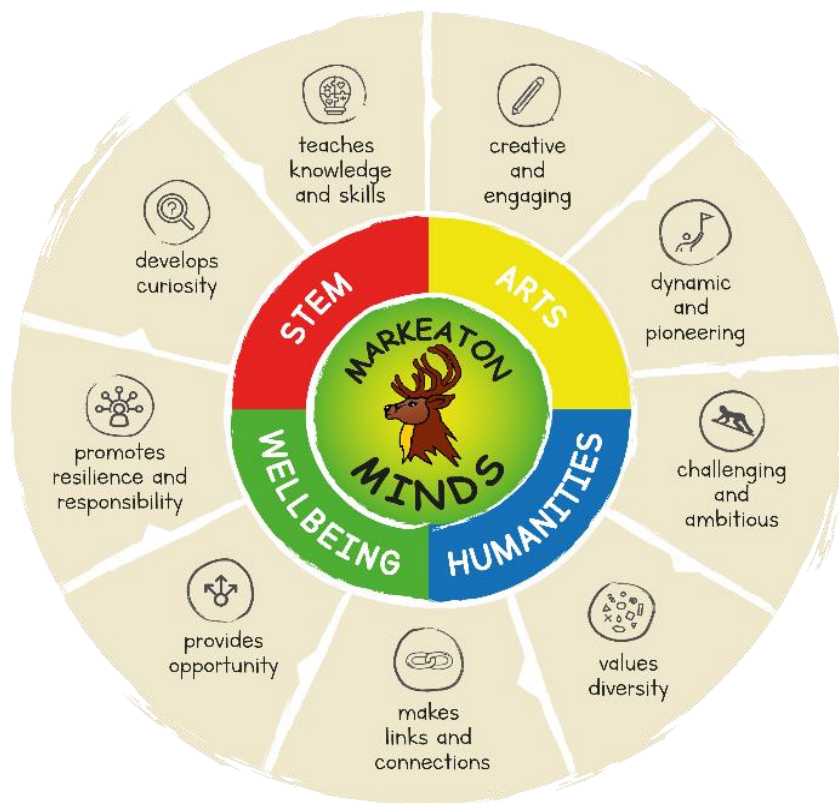 teaches
knowledge
and skills
creative
and
engaging
dynamic
and
pioneering
challenging
and
ambitious
values
diversity
makes
links and
connections
provides
opportunity
promotes
resilience and
responsibility
develops
curiosity
STEM
ARTS
HUMANITIES
WELLBEING
MARKEATON
MINDS
?